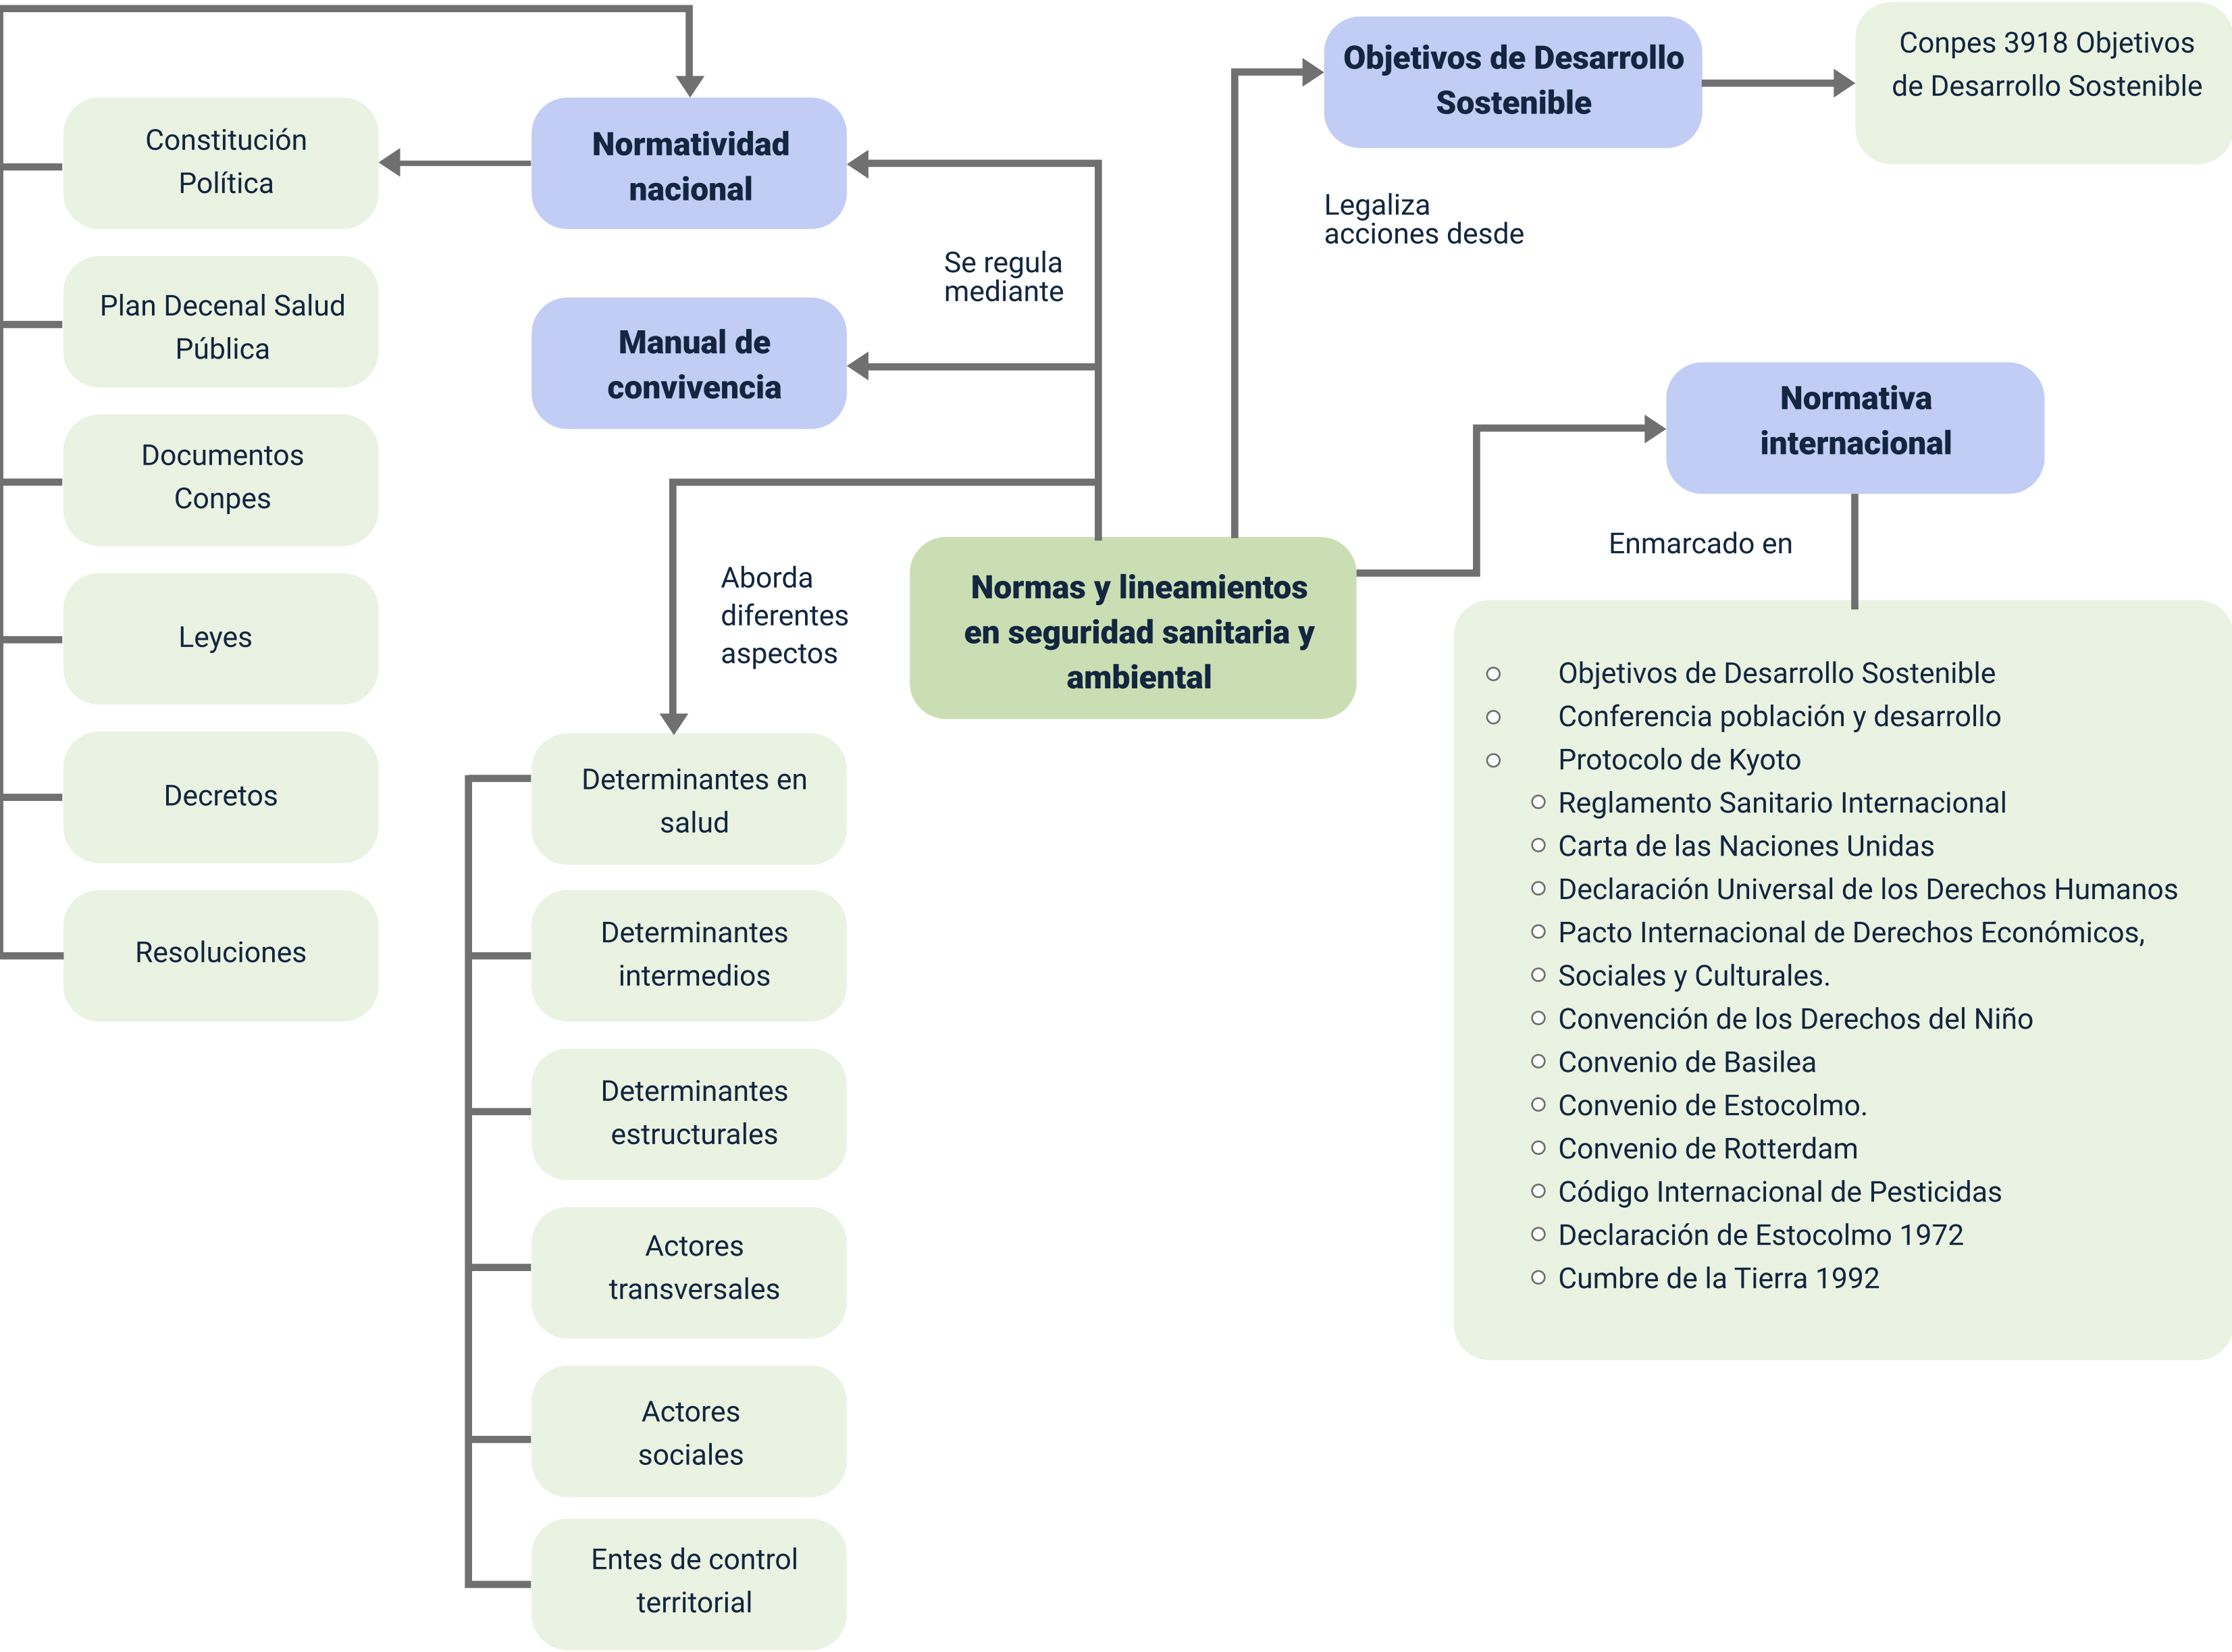 Objetivos de Desarrollo
Sostenible
Conpes 3918 Objetivos
de Desarrollo Sostenible
Constitución
Política
Normatividad
nacional
Legaliza
acciones desde
Se regula
mediante
Plan Decenal Salud
Pública
Manual de
convivencia
Normativa
internacional
Documentos
Conpes
Enmarcado en
Aborda
diferentes
aspectos
Normas y lineamientos
en seguridad sanitaria y
ambiental
Leyes
Decretos
Resoluciones
Determinantes en
salud
Determinantes
intermedios
Determinantes
estructurales
Actores
transversales
Actores
sociales
Entes de control
territorial
Objetivos de Desarrollo Sostenible
Conferencia población y desarrollo
Protocolo de Kyoto
Reglamento Sanitario Internacional
Carta de las Naciones Unidas
Declaración Universal de los Derechos Humanos
Pacto Internacional de Derechos Económicos,
Sociales y Culturales.
Convención de los Derechos del Niño
Convenio de Basilea
Convenio de Estocolmo.
Convenio de Rotterdam
Código Internacional de Pesticidas
Declaración de Estocolmo 1972
Cumbre de la Tierra 1992